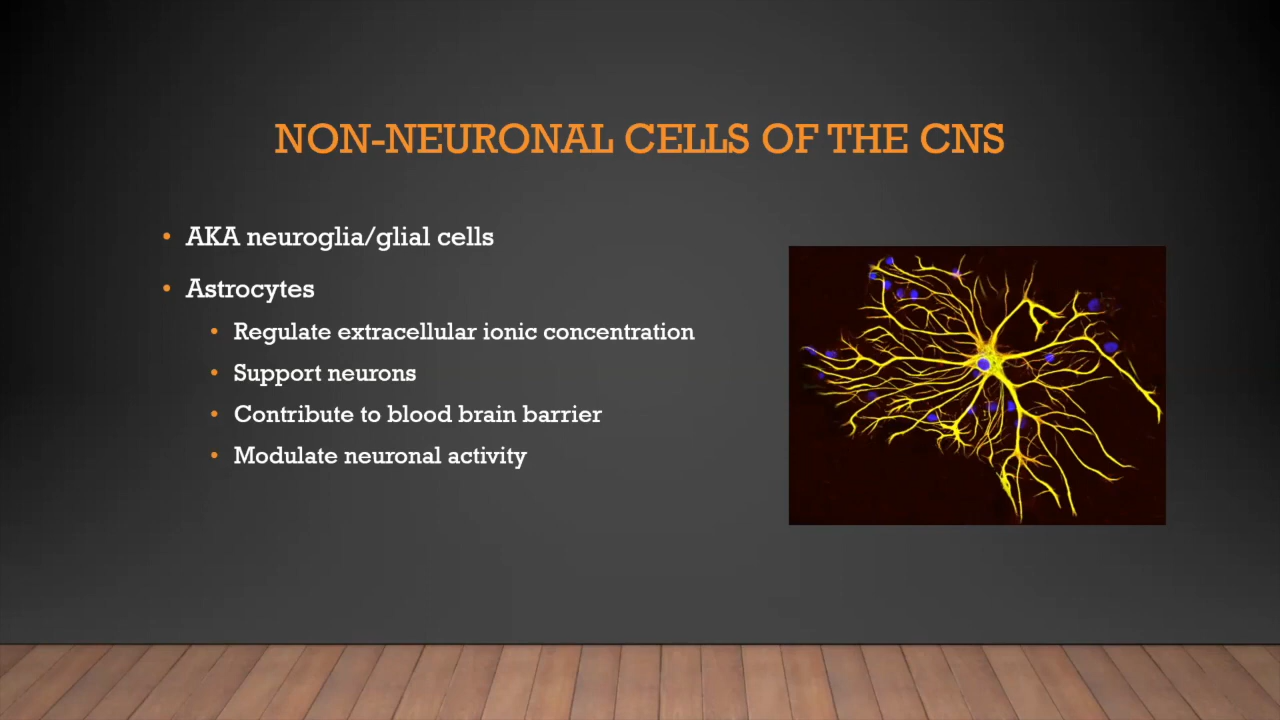 NON-NEURONAL CELLS OF THE CNS
• AKA neuroglia/glial cells
• Astrocytes
• Regulate extracellular ionic concentration
• Support neurons
• Contribute to blood brain barrier
• Modulate neuronal activity